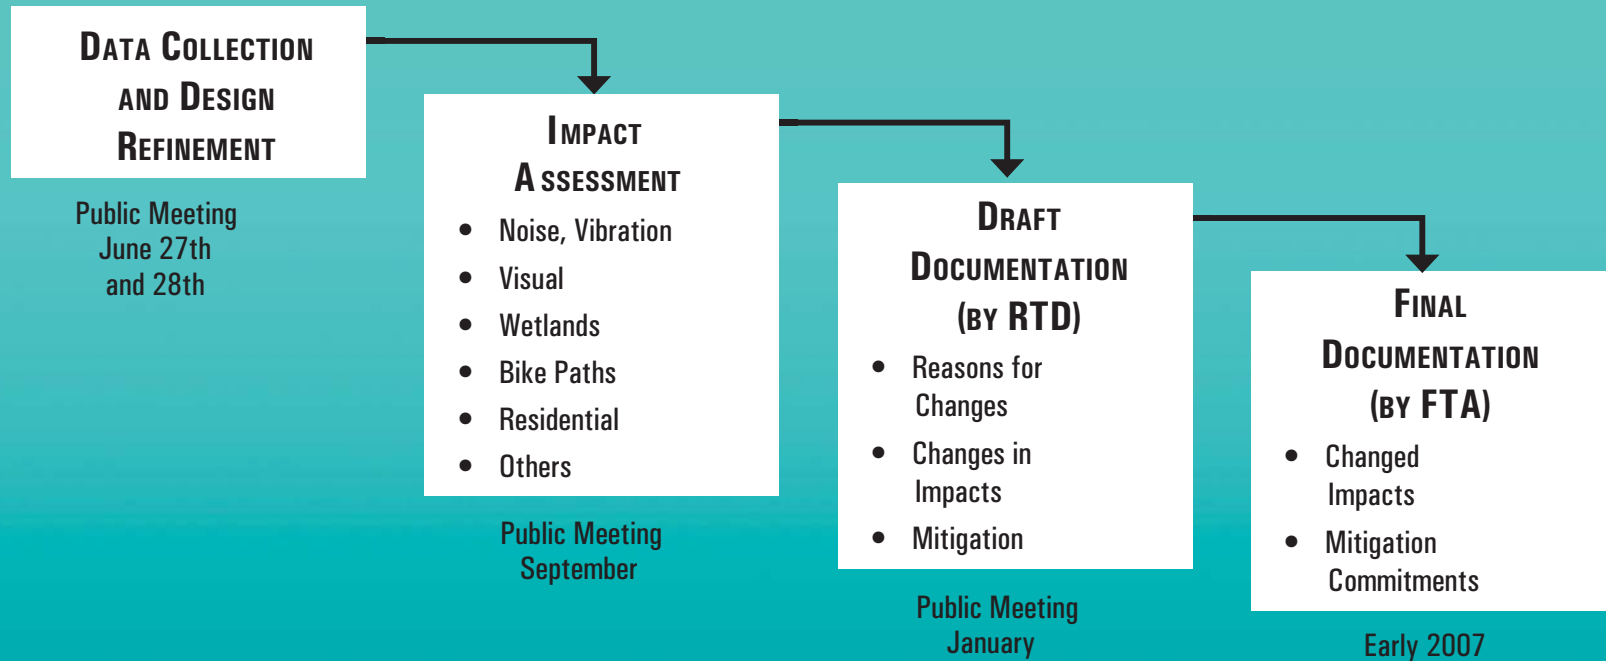 DATA COLLECTION
AND DESIGN
REFINEMENT
Public Meeting
June 27th
and 28th
IMPACT
ASSESSMENT
• Noise, Vibration
• Visual
• Wetlands
• Bike Paths
• Residential
• Others
Public Meeting
September
DRAFT
DOCUMENTATION
(BY RTD)
• Reasons for
Changes
• Changes in
Impacts
• Mitigation
Public Meeting
January
FINAL
DOCUMENTATION
(BY FTA)
• Changed
Impacts
• Mitigation
Commitments
Early 2007